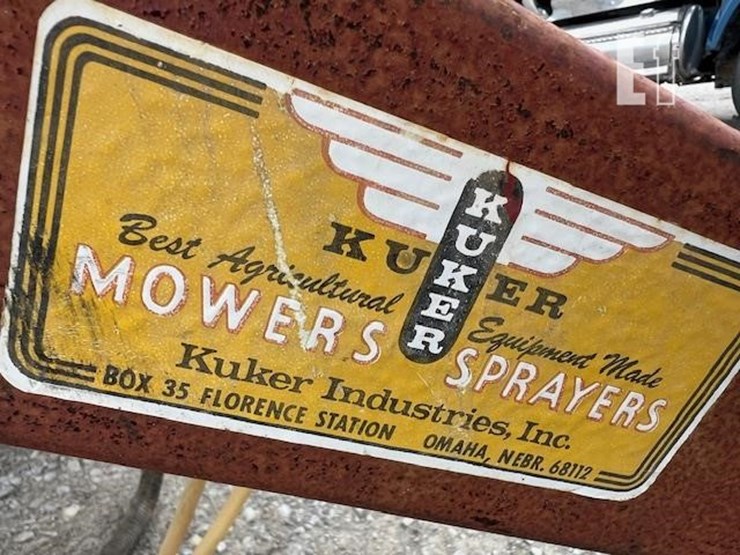 KUKER
KUKER
Best Agricultural Equipment Made
MOWERS SPRAYERS
Kuker Industries, Inc.
BOX 35 FLORENCE STATION OMAHA, NEBR. 68112